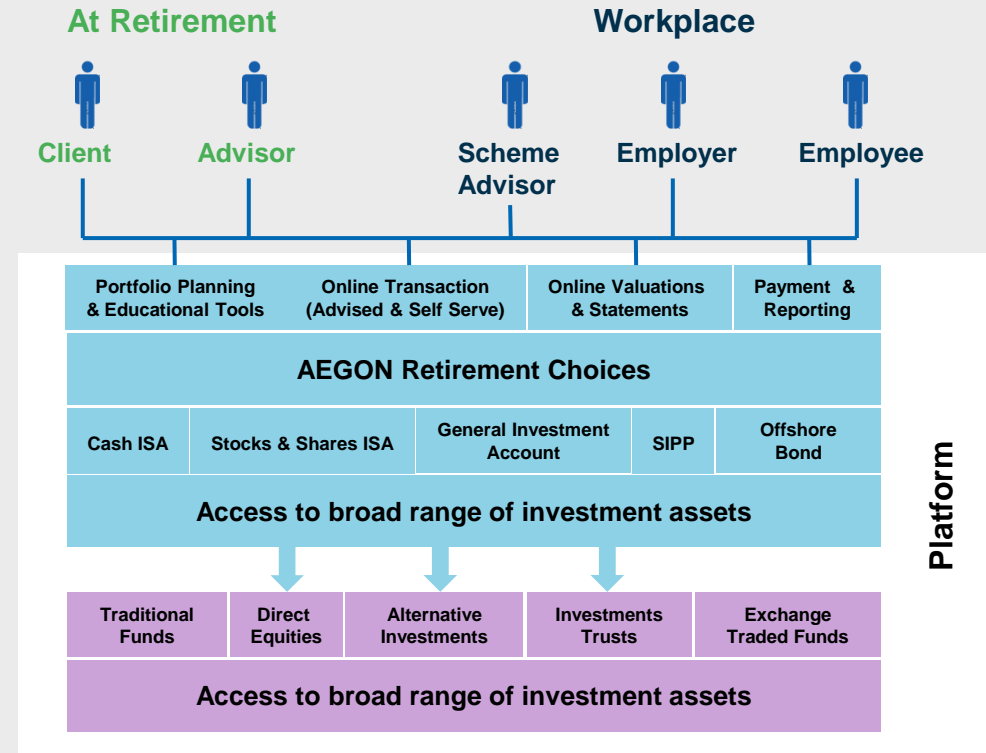 At Retirement
Workplace
Client
Advisor
Scheme
Advisor
Employer
Employee
Portfolio Planning
& Educational Tools
Online Transaction
(Advised & Self Serve)
Online Valuations
& Statements
Payment &
Reporting
AEGON Retirement Choices
Cash ISA
Stocks & Shares ISA
General Investment
Account
SIPP
Offshore
Bond
Access to broad range of investment assets
Platform
Traditional
Funds
Direct
Equities
Alternative
Investments
Investments
Trusts
Exchange
Traded Funds
Access to broad range of investment assets